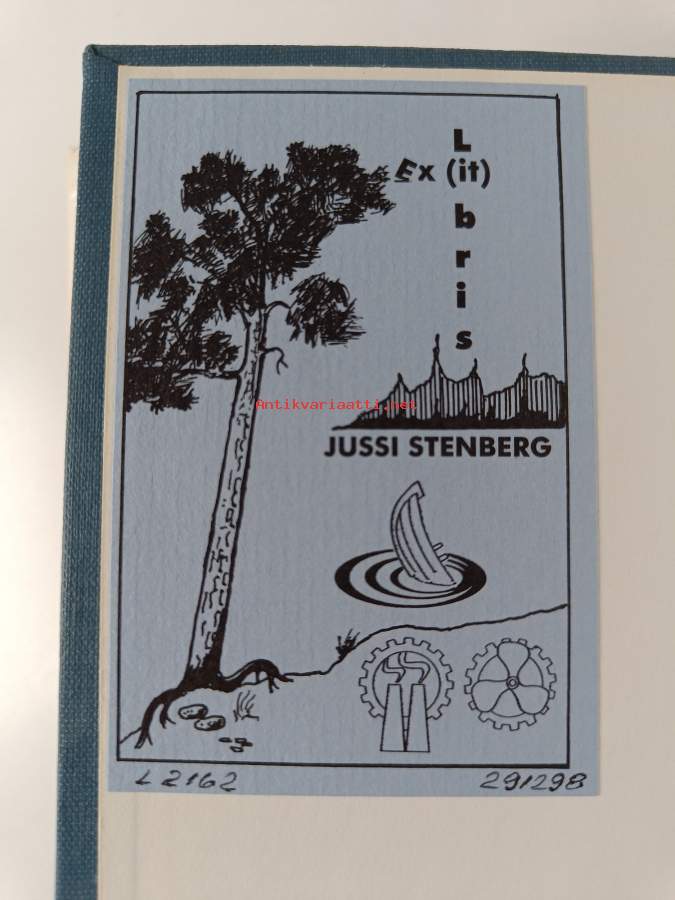 L
Ex (it)
b
r
i
s
Antikvariaatti.net
JUSSI STENBERG
L 2162
291298